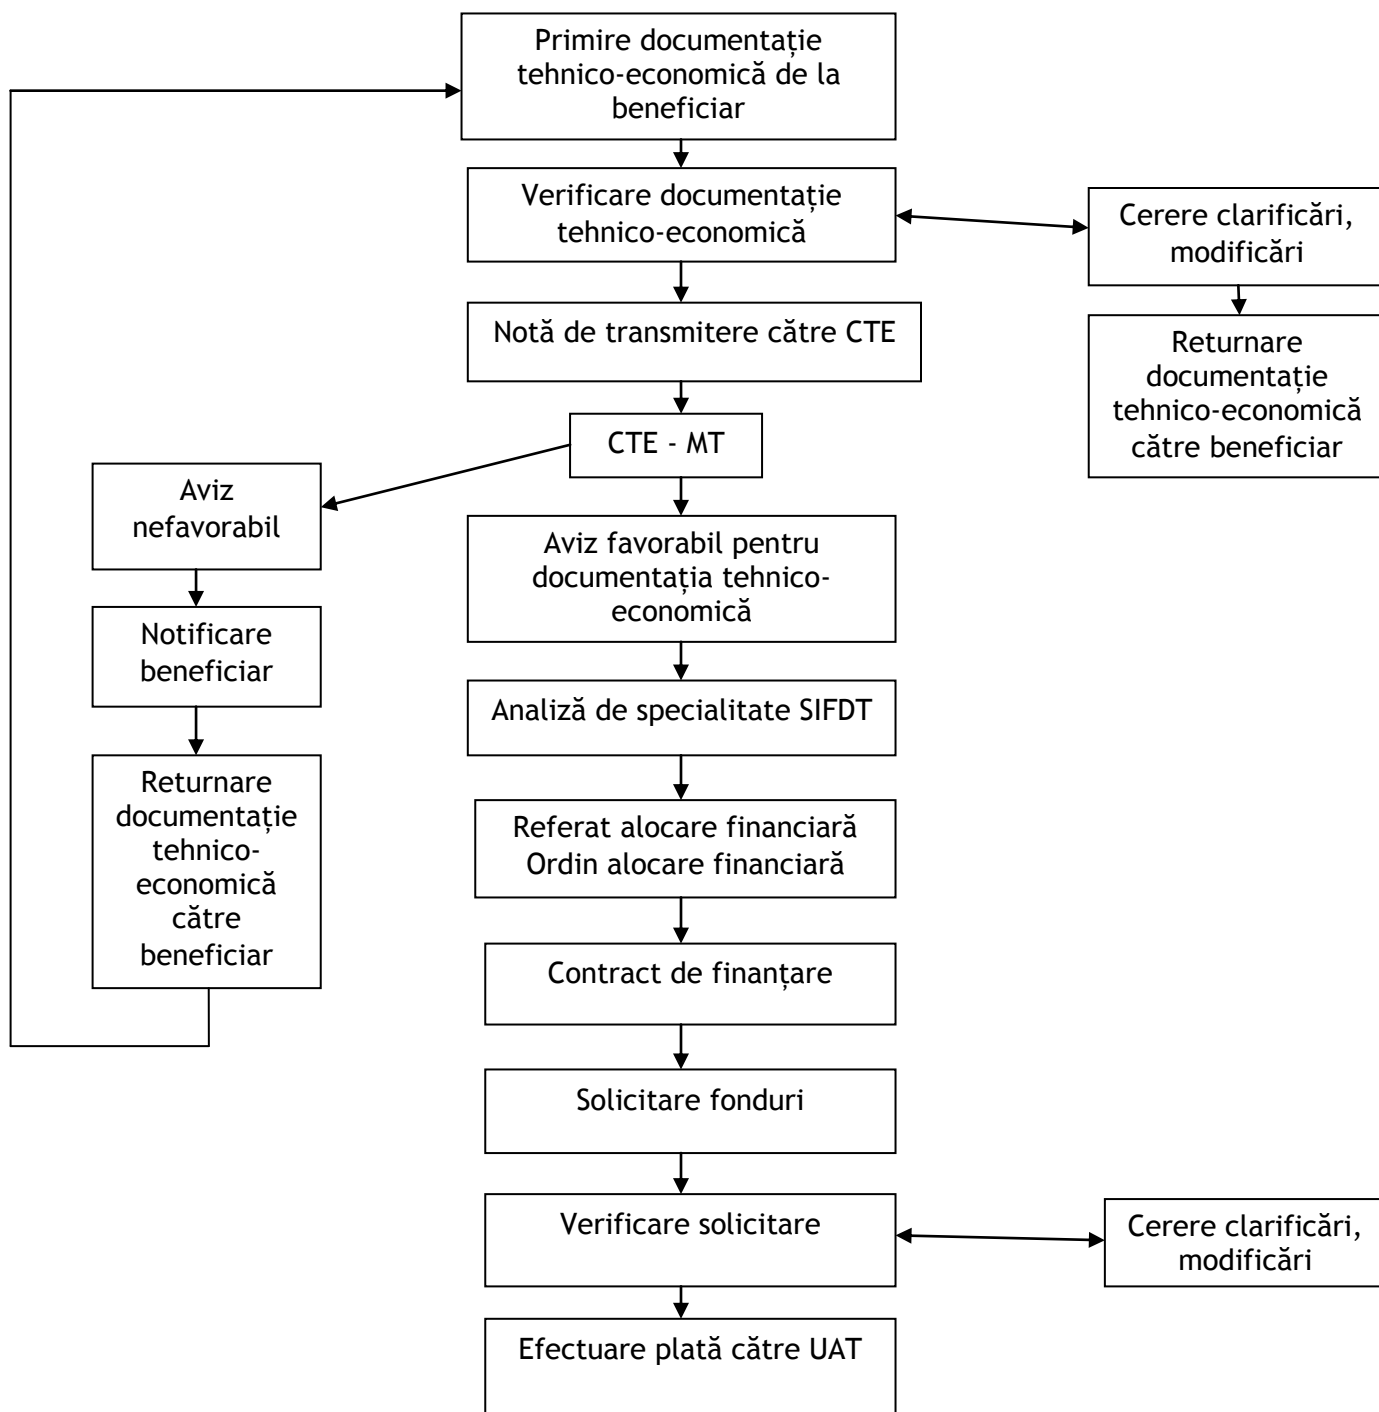 Primire documentație
tehnico-economică de la
beneficiar
Verificare documentație
tehnico-economică
Cerere clarificări,
modificări
Notă de transmitere către CTE
Returnare
documentație
tehnico-economică
către beneficiar
CTE - MT
Aviz
nefavorabil
Aviz favorabil pentru
documentația tehnico-
economică
Notificare
beneficiar
Analiză de specialitate SIFDT
Returnare
documentație
tehnico-
economică
către
beneficiar
Referat alocare financiară
Ordin alocare financiară
Contract de finanțare
Solicitare fonduri
Verificare solicitare
Cerere clarificări,
modificări
Efectuare plată către UAT